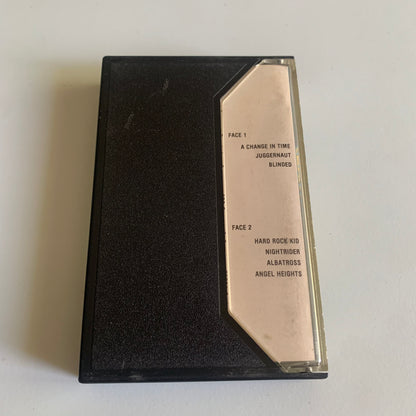 FACE 1
A CHANGE IN TIME
JUGGERNAUT
BLINDED
FACE 2
HARD ROCK KID
NIGHTRIDER
ALBATROSS
ANGEL HEIGHTS